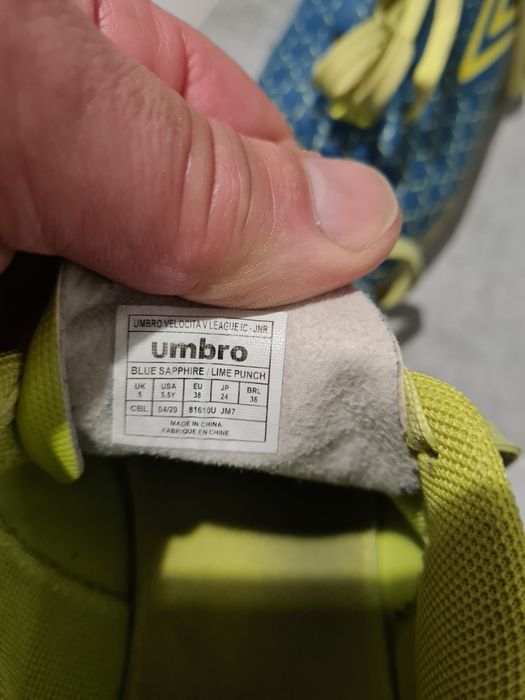 UMBRO VELOCITA V LEAGUE IC - JNR
umbro
BLUE SAPPHIRE / LIME PUNCH
UK USA EU JP BRL
5 5.5Y 38 24 36
CBL 04/20 81610U JM7
MADE IN CHINA
FABRIQUE EN CHINE